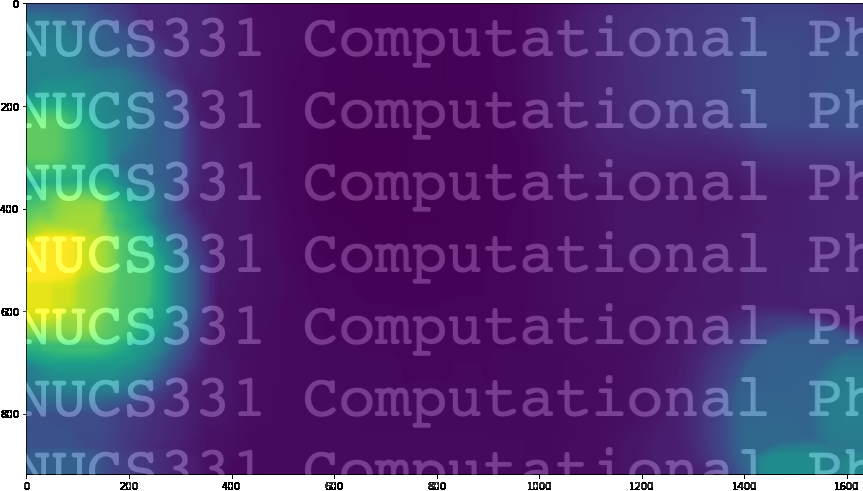 0
NUCS331 Computational Ph
200
NUCS331 Computational Ph
NUCS331 Computational Ph
400
NUCS331 Computational Ph
600
NUCS331 Computational Ph
NUCS331 Computational Ph
800
NUCS331 Computational Ph
0 200 400 600 800 1000 1200 1400 1600